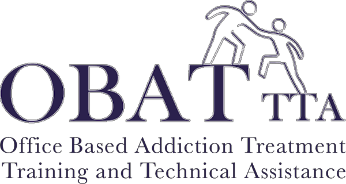 OBAT TTA
Office Based Addiction Treatment
Training and Technical Assistance